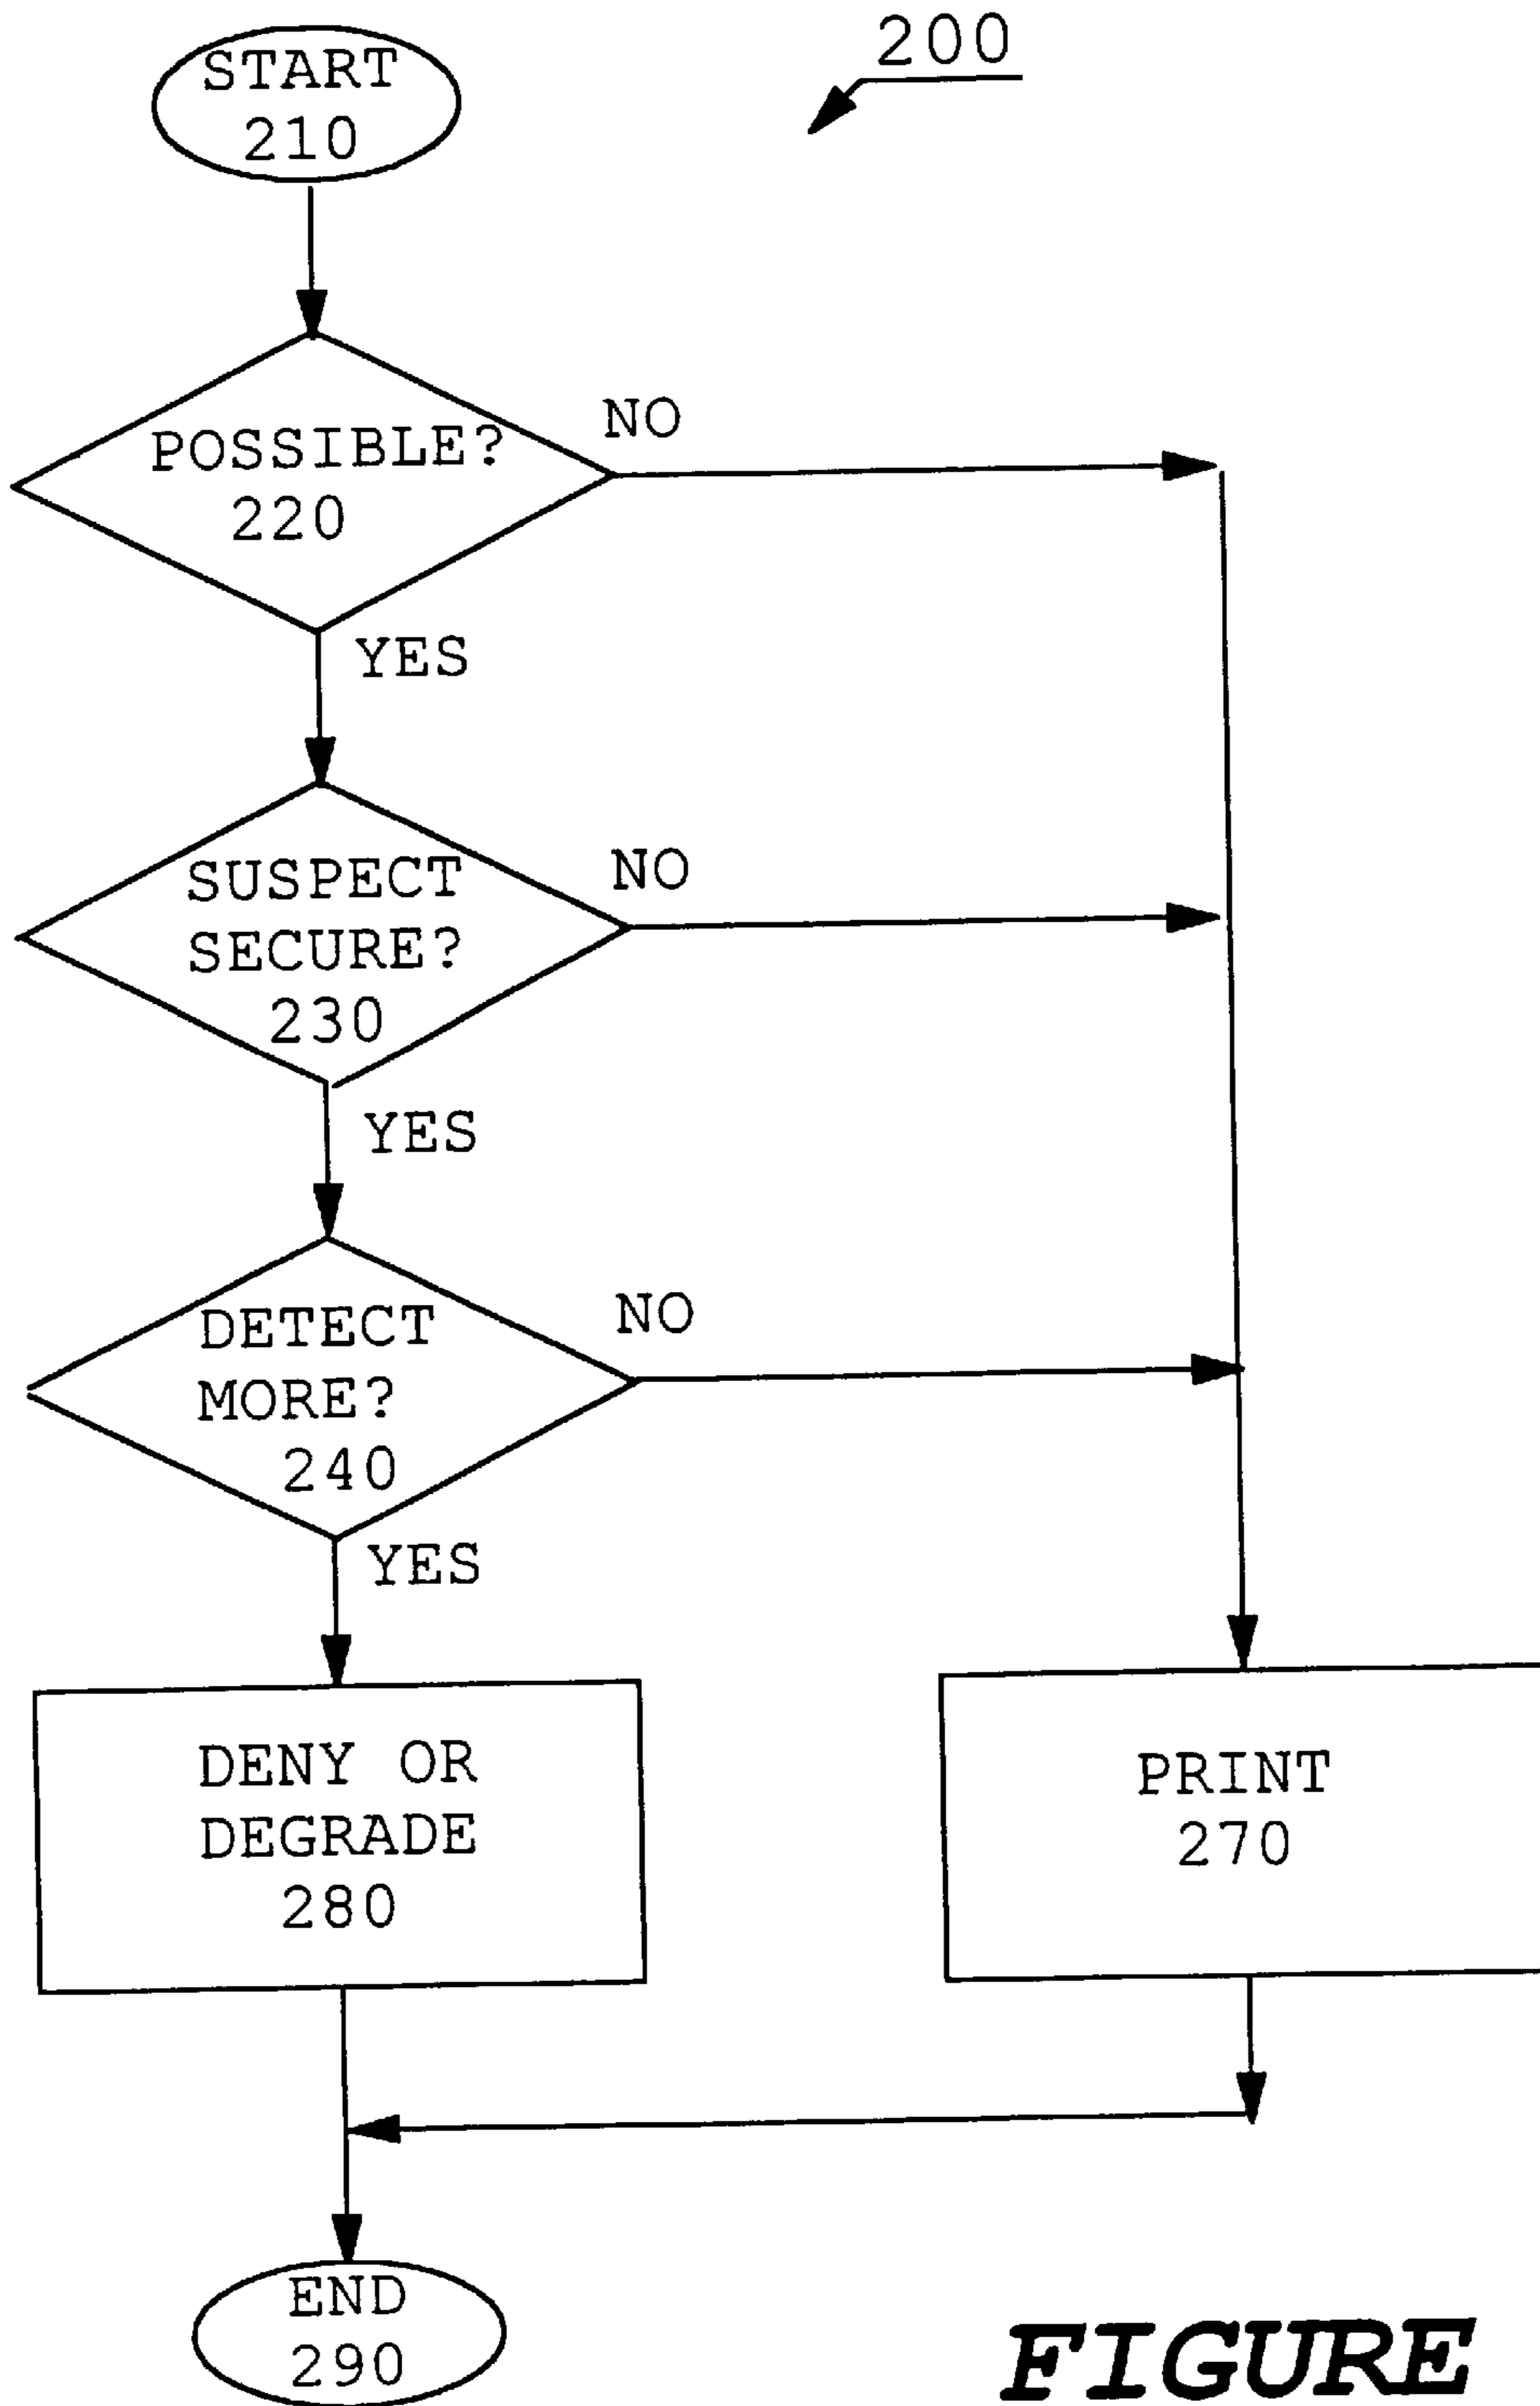 200
START
210
POSSIBLE?
220
NO
YES
SUSPECT
SECURE?
230
NO
YES
DETECT
MORE?
240
NO
YES
DENY OR
DEGRADE
280
PRINT
270
END
290
FIGURE